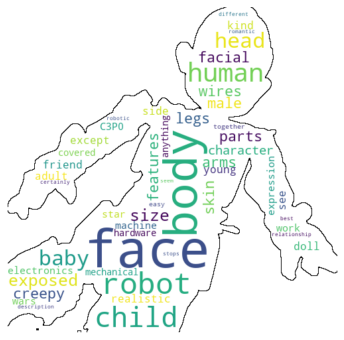 different
romantic
kind
head
facial
human
wires
male
side
legs
together
robotic
C3PO
anything
parts
except
character
covered
features
arms
friend
young
skin
adult
certainly
body
expression
see
seen
easy
star
size
best
machine
work
hardware
relationship
face
baby
doll
electronics
mechanical
robot
exposed
stops
creepy
realistic
wars
description
child